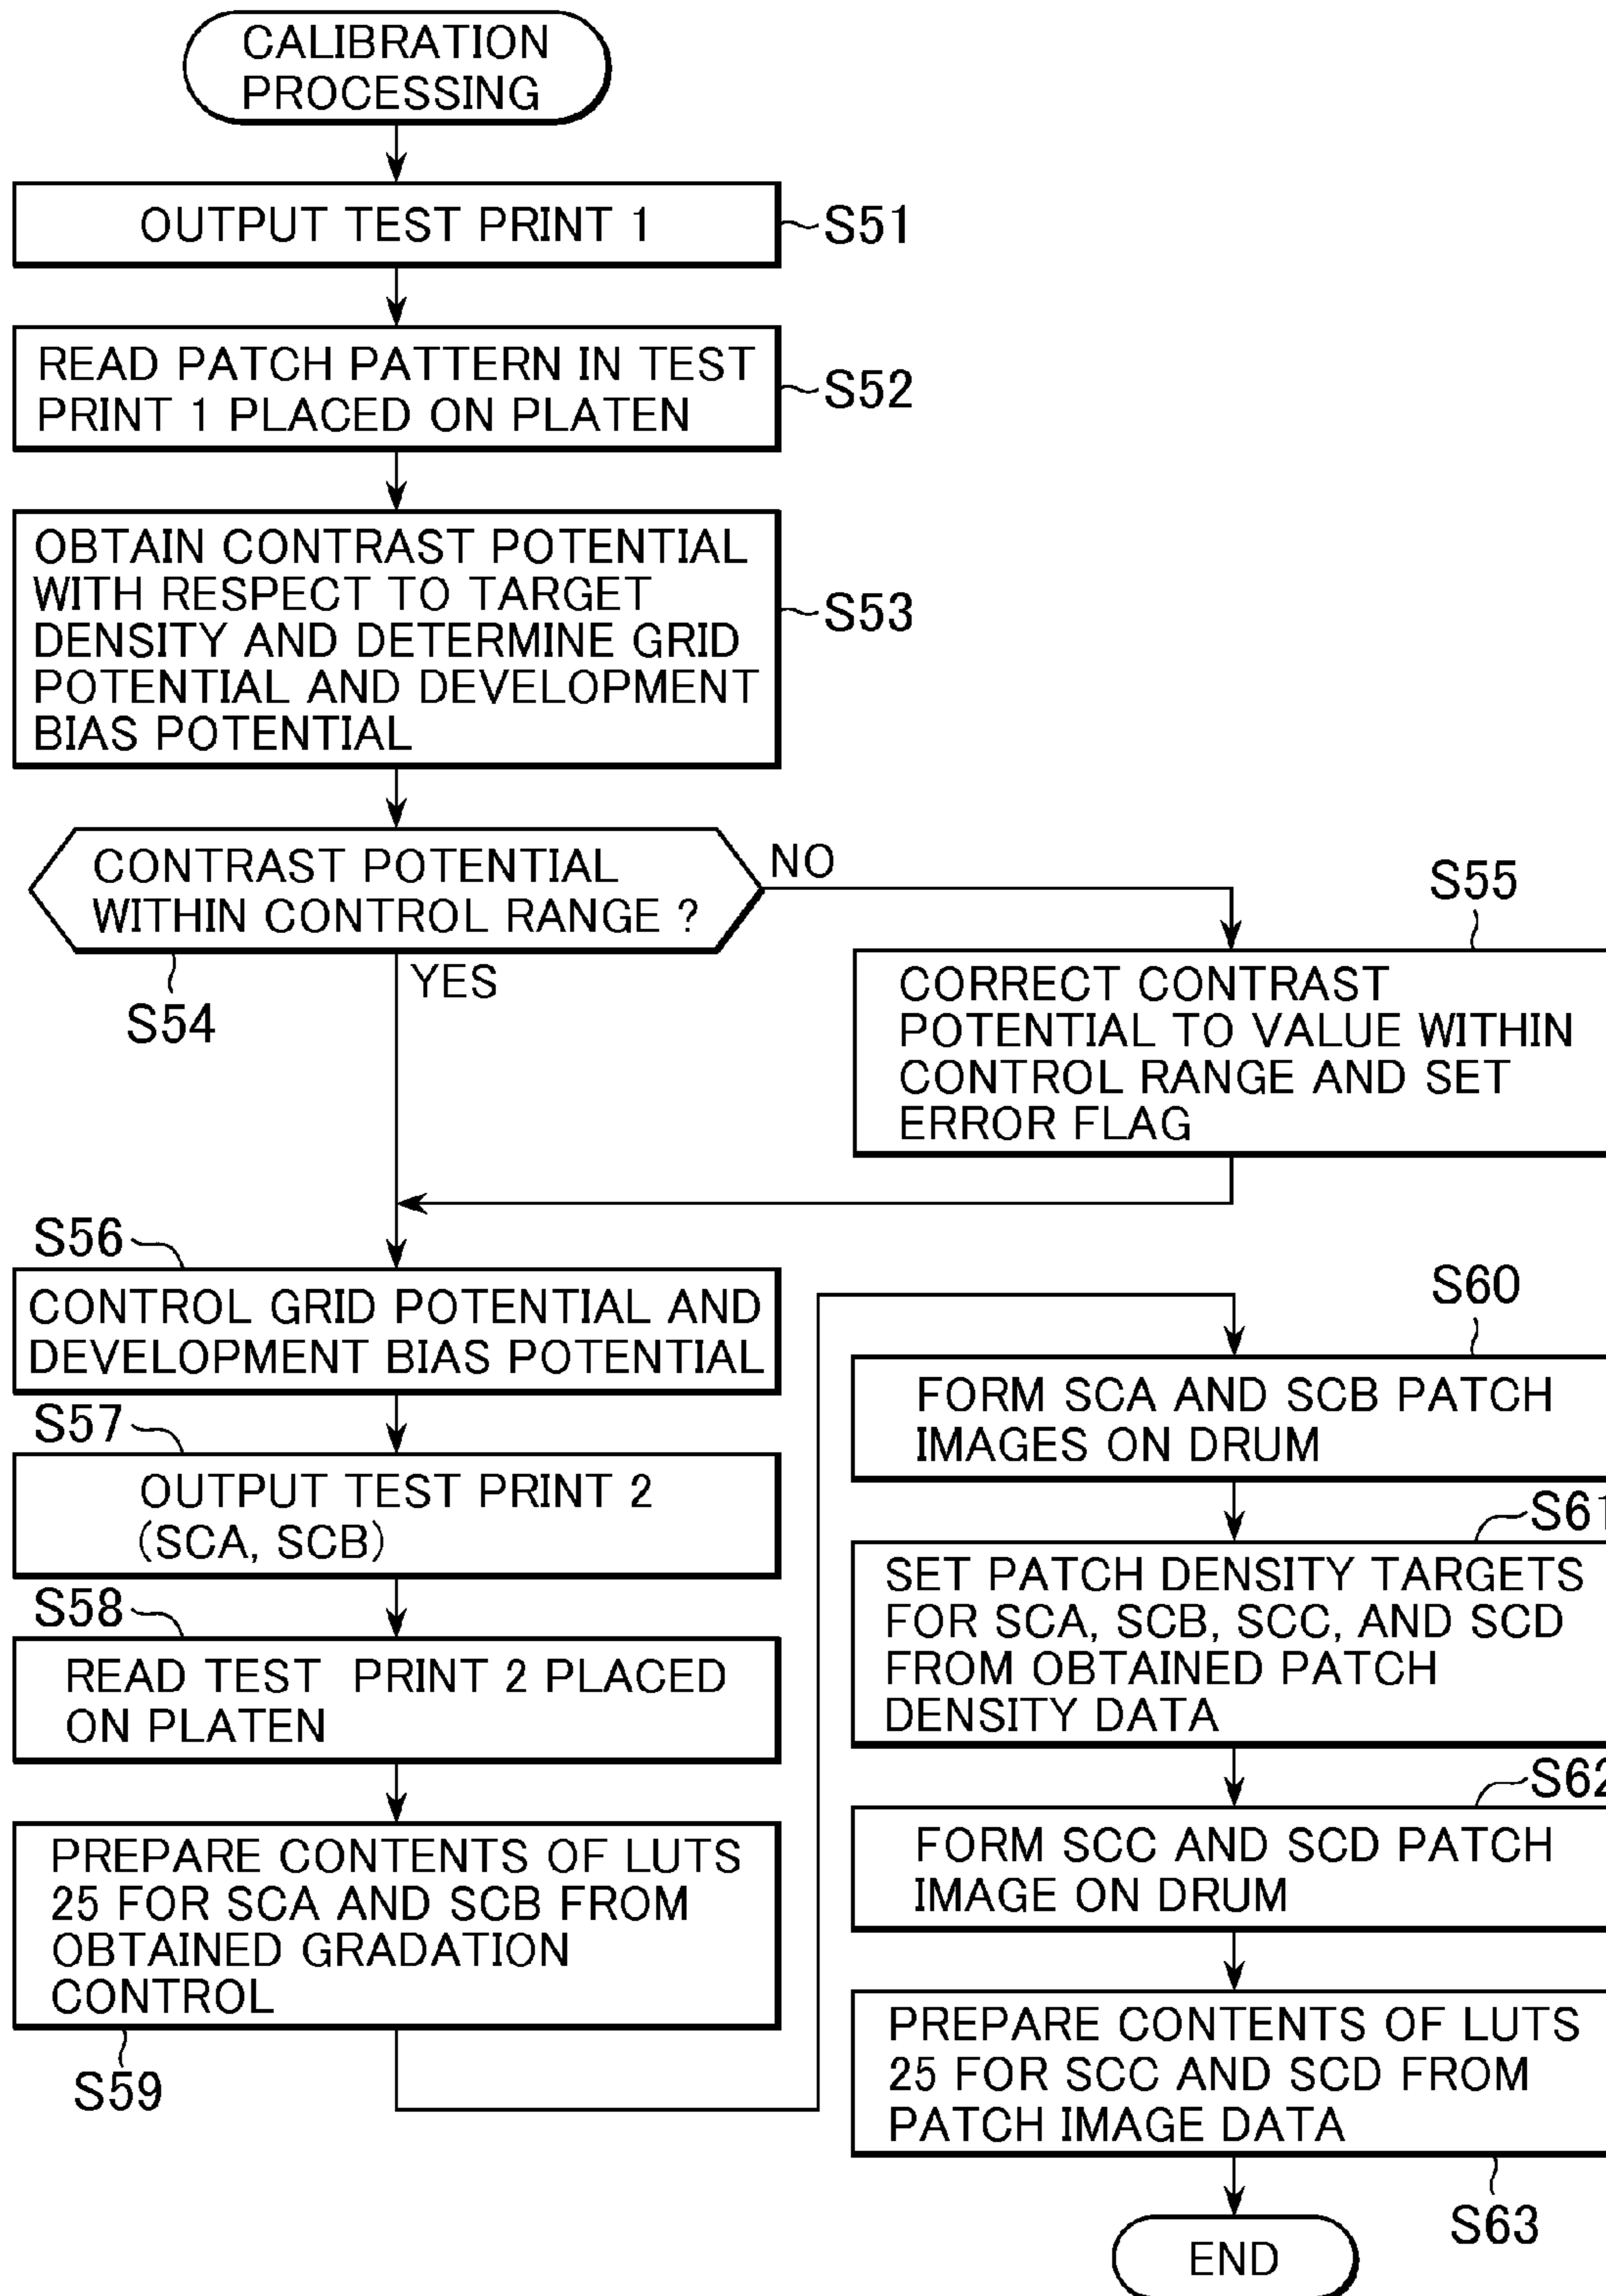 CALIBRATION
PROCESSING
OUTPUT TEST PRINT 1
S51
READ PATCH PATTERN IN TEST
PRINT 1 PLACED ON PLATEN
S52
OBTAIN CONTRAST POTENTIAL
WITH RESPECT TO TARGET
DENSITY AND DETERMINE GRID
POTENTIAL AND DEVELOPMENT
BIAS POTENTIAL
S53
CONTRAST POTENTIAL
WITHIN CONTROL RANGE ?
S54
NO
YES
S55
CORRECT CONTRAST
POTENTIAL TO VALUE WITHIN
CONTROL RANGE AND SET
ERROR FLAG
S56
CONTROL GRID POTENTIAL AND
DEVELOPMENT BIAS POTENTIAL
S57
OUTPUT TEST PRINT 2
(SCA, SCB)
S58
READ TEST PRINT 2 PLACED
ON PLATEN
PREPARE CONTENTS OF LUTS
25 FOR SCA AND SCB FROM
OBTAINED GRADATION
CONTROL
S59
S60
FORM SCA AND SCB PATCH
IMAGES ON DRUM
S61
SET PATCH DENSITY TARGETS
FOR SCA, SCB, SCC, AND SCD
FROM OBTAINED PATCH
DENSITY DATA
S62
FORM SCC AND SCD PATCH
IMAGE ON DRUM
PREPARE CONTENTS OF LUTS
25 FOR SCC AND SCD FROM
PATCH IMAGE DATA
S63
END